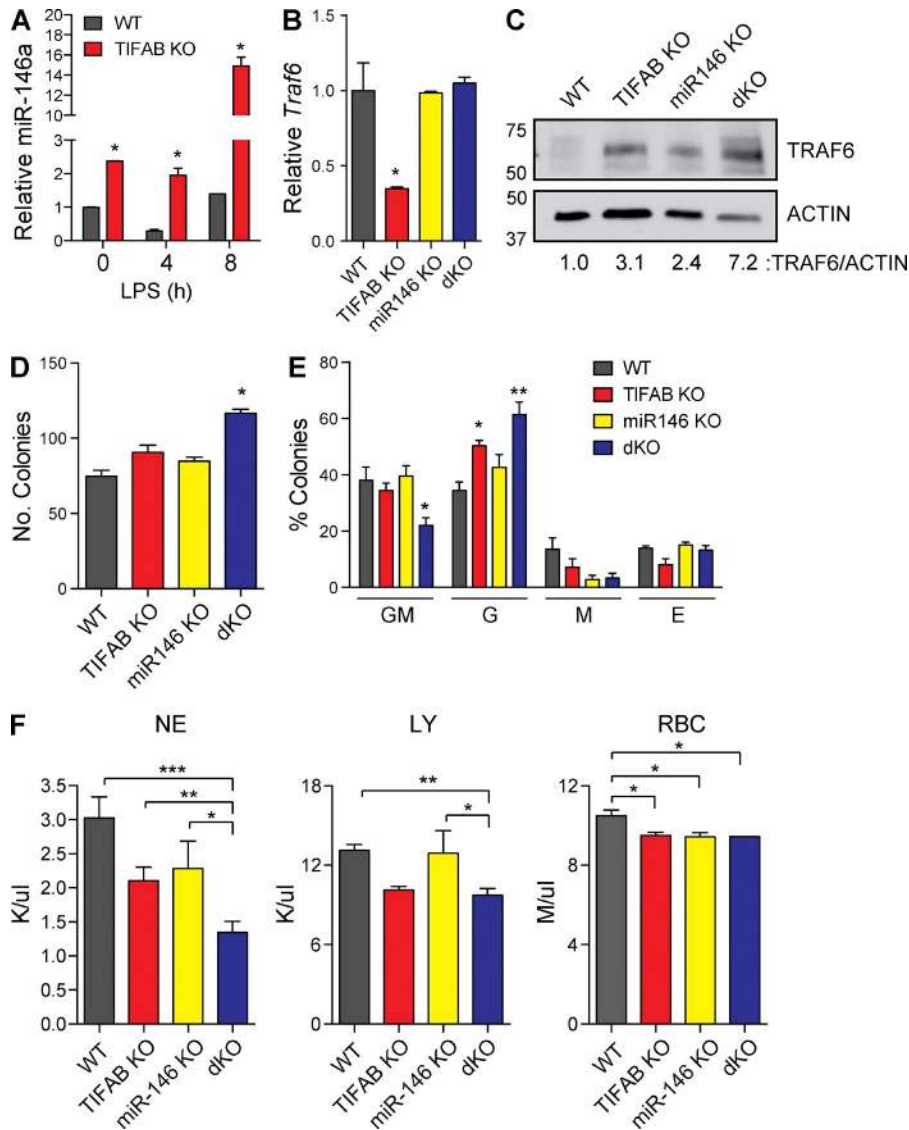 A
WT
TIFAB KO
Relative miR-146a
16
14
12
10
8
6
4
2
1
0
*
*
*
0 4 8
LPS (h)
B
Relative Traf6
1.5
1.0
0.5
0.0
*
WT
TIFAB KO
miR146 KO
dKO
C
WT
TIFAB KO
miR146 KO
dKO
75
50
TRAF6
50
37
ACTIN
1.0 3.1 2.4 7.2 :TRAF6/ACTIN
D
No. Colonies
150
100
50
0
*
WT
TIFAB KO
miR146 KO
dKO
E
% Colonies
80
60
40
20
0
WT
TIFAB KO
miR146 KO
dKO
*
*
**
GM G M E
F
NE
K/ul
3.5
3.0
2.5
2.0
1.5
1.0
0.5
0.0
***
**
*
WT
TIFAB KO
miR-146 KO
dKO
LY
K/ul
18
12
6
0
**
*
WT
TIFAB KO
miR-146 KO
dKO
RBC
M/ul
12
8
4
0
*
*
*
WT
TIFAB KO
miR-146 KO
dKO